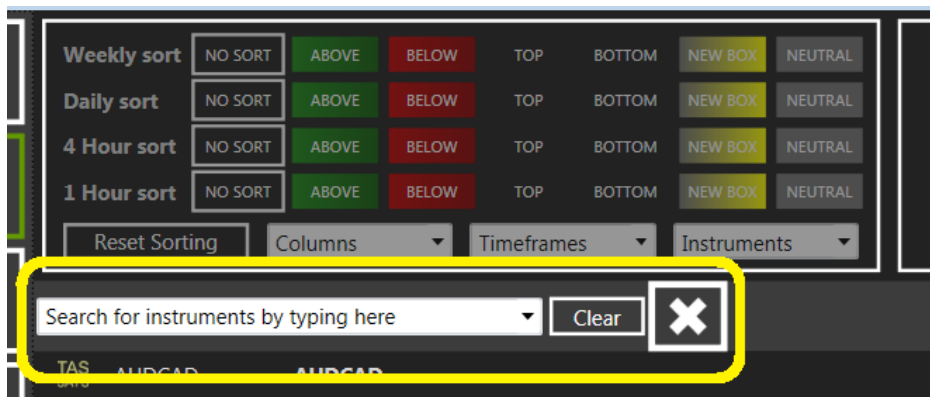 Weekly sort NO SORT ABOVE BELOW TOP BOTTOM NEW BOX NEUTRAL
Daily sort NO SORT ABOVE BELOW TOP BOTTOM NEW BOX NEUTRAL
4 Hour sort NO SORT ABOVE BELOW TOP BOTTOM NEW BOX NEUTRAL
1 Hour sort NO SORT ABOVE BELOW TOP BOTTOM NEW BOX NEUTRAL
Reset Sorting Columns Timeframes Instruments
Search for instruments by typing here Clear
TAS AUDCAD AUDCAD